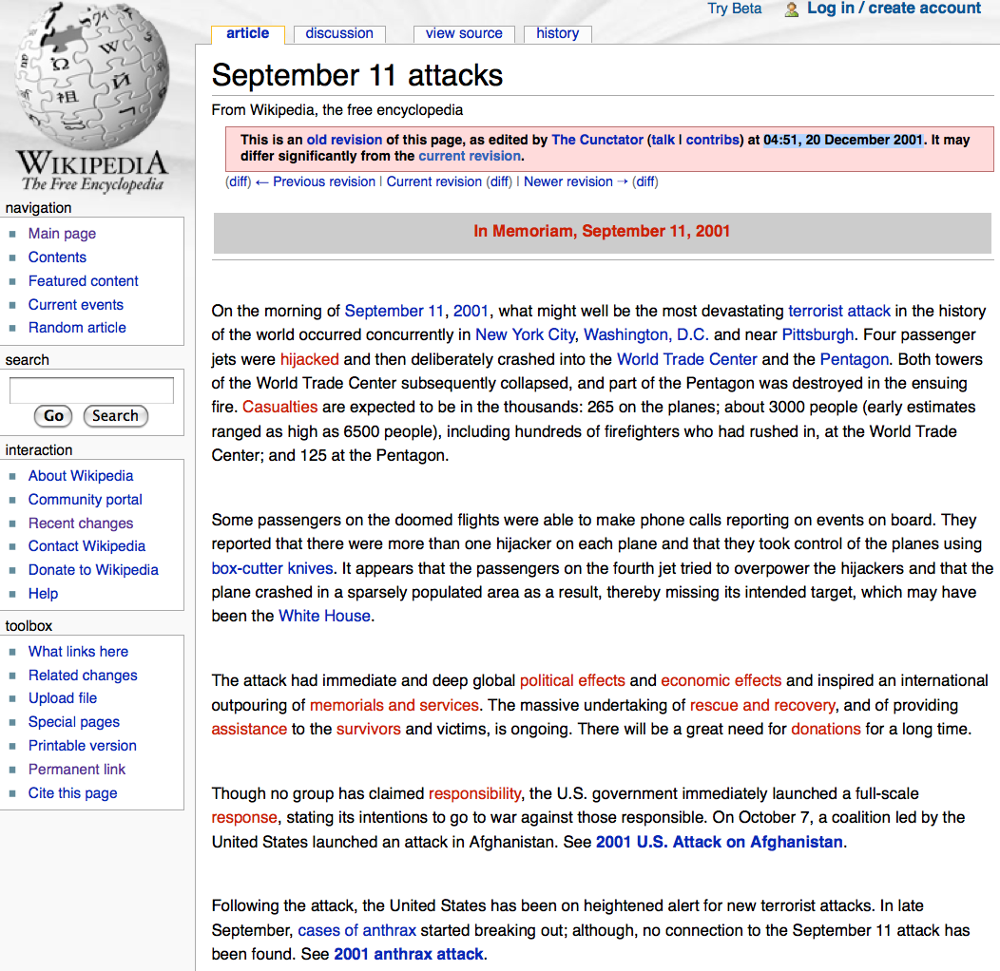 Try Beta Log in / create account
article discussion view source history
September 11 attacks
From Wikipedia, the free encyclopedia
This is an old revision of this page, as edited by The Cunctator (talk | contribs) at 04:51, 20 December 2001. It may
differ significantly from the current revision.
(diff) ← Previous revision | Current revision (diff) | Newer revision → (diff)
In Memoriam, September 11, 2001
On the morning of September 11, 2001, what might well be the most devastating terrorist attack in the history
of the world occurred concurrently in New York City, Washington, D.C. and near Pittsburgh. Four passenger
jets were hijacked and then deliberately crashed into the World Trade Center and the Pentagon. Both towers
of the World Trade Center subsequently collapsed, and part of the Pentagon was destroyed in the ensuing
fire. Casualties are expected to be in the thousands: 265 on the planes; about 3000 people (early estimates
ranged as high as 6500 people), including hundreds of firefighters who had rushed in, at the World Trade
Center; and 125 at the Pentagon.
Some passengers on the doomed flights were able to make phone calls reporting on events on board. They
reported that there were more than one hijacker on each plane and that they took control of the planes using
box-cutter knives. It appears that the passengers on the fourth jet tried to overpower the hijackers and that the
plane crashed in a sparsely populated area as a result, thereby missing its intended target, which may have
been the White House.
The attack had immediate and deep global political effects and economic effects and inspired an international
outpouring of memorials and services. The massive undertaking of rescue and recovery, and of providing
assistance to the survivors and victims, is ongoing. There will be a great need for donations for a long time.
Though no group has claimed responsibility, the U.S. government immediately launched a full-scale
response, stating its intentions to go to war against those responsible. On October 7, a coalition led by the
United States launched an attack in Afghanistan. See 2001 U.S. Attack on Afghanistan.
Following the attack, the United States has been on heightened alert for new terrorist attacks. In late
September, cases of anthrax started breaking out; although, no connection to the September 11 attack has
been found. See 2001 anthrax attack.
W
Ω
И
祖
WIKIPEDIA
The Free Encyclopedia
navigation
Main page
Contents
Featured content
Current events
Random article
search
Go Search
interaction
About Wikipedia
Community portal
Recent changes
Contact Wikipedia
Donate to Wikipedia
Help
toolbox
What links here
Related changes
Upload file
Special pages
Printable version
Permanent link
Cite this page